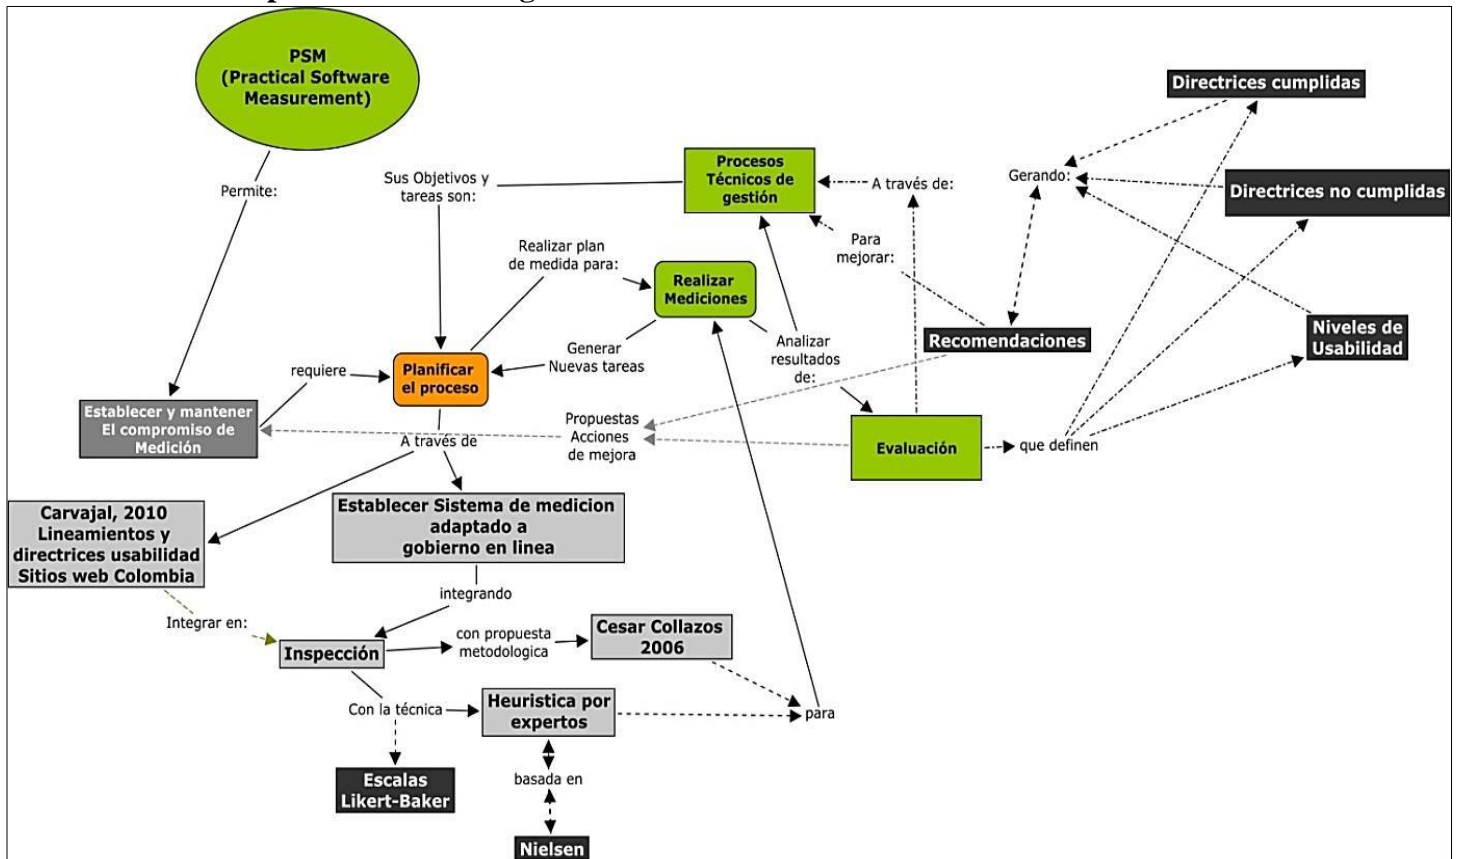 PSM
(Practical Software
Measurement)
Directrices cumplidas
Procesos
Técnicos de
gestión
Sus Objetivos y
tareas son:
Permite:
A través de:
Gerando:
Directrices no cumplidas
Realizar plan
de medida para:
Para
mejorar:
Realizar
Mediciones
Niveles de
Usabilidad
Recomendaciones
Analizar
resultados
de:
Generar
Nuevas tareas
requiere
Planificar
el proceso
Establecer y mantener
El compromiso de
Medición
A través de
Propuestas
Acciones
de mejora
Evaluación
que definen
Carvajal, 2010
Lineamientos y
directrices usabilidad
Sitios web Colombia
Establecer Sistema de medicion
adaptado a
gobierno en linea
integrando
Integrar en:
Inspección
con propuesta
metodologica
Cesar Collazos
2006
Con la técnica
Heuristica por
expertos
para
Escalas
Likert-Baker
basada en
Nielsen